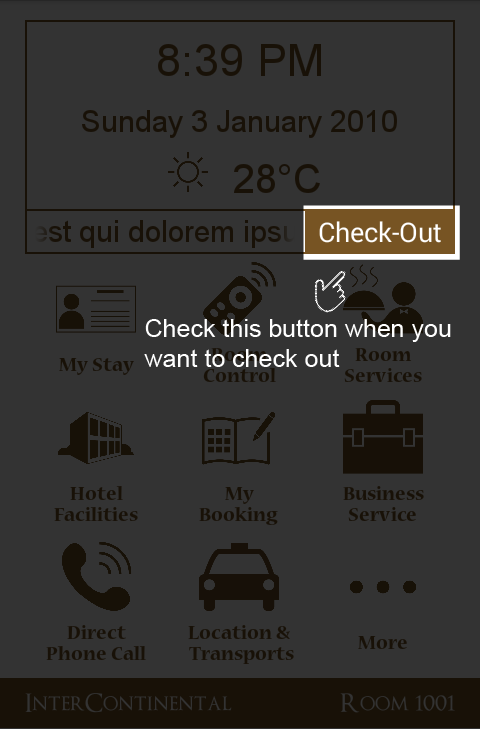 8:39 PM
Sunday 3 January 2010
28°C
est qui dolorem ipsu
Check-Out
Check this button when you
want to check out
My Stay
Control
Room
Services
Hotel
Facilities
My
Booking
Business
Service
Direct
Phone Call
Location &
Transports
More
INTERCONTINENTAL
ROOM 1001